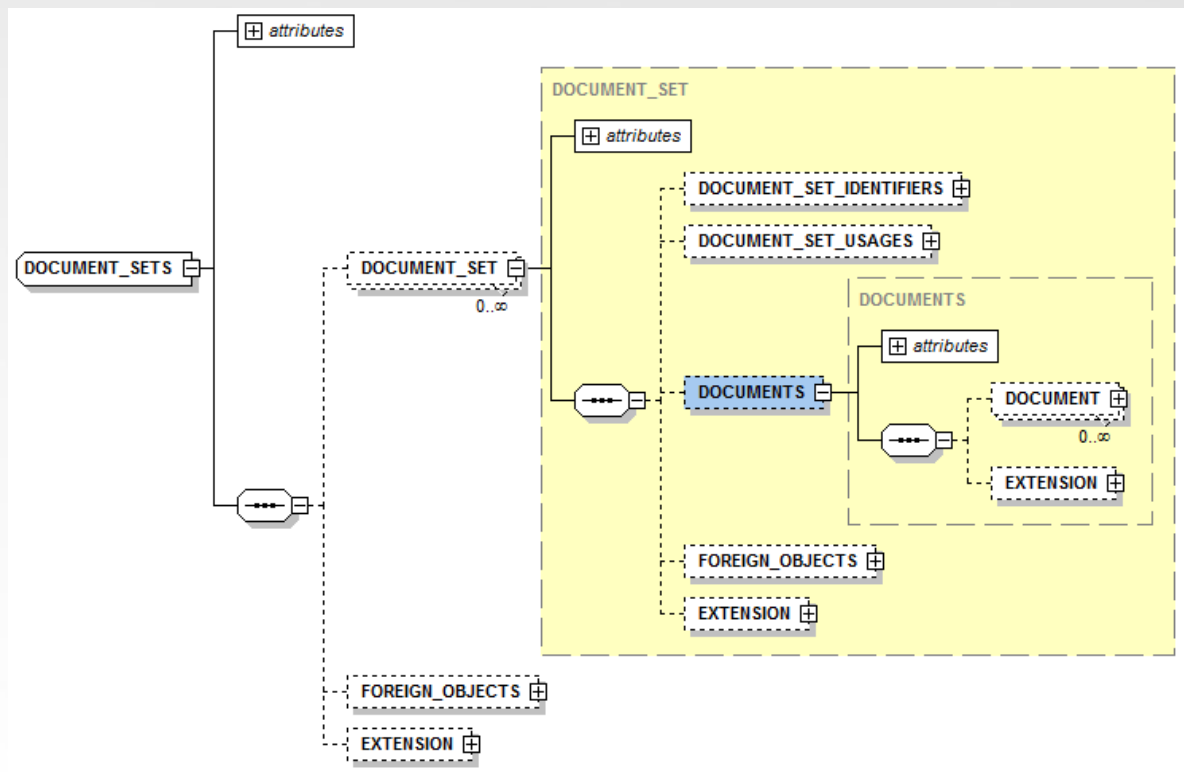 attributes
DOCUMENT_SET
attributes
DOCUMENT_SET_IDENTIFIERS
DOCUMENT_SET_USAGES
DOCUMENT_SETS
DOCUMENT_SET
0..∞
DOCUMENTS
attributes
DOCUMENTS
DOCUMENT
0..∞
EXTENSION
FOREIGN_OBJECTS
EXTENSION
FOREIGN_OBJECTS
EXTENSION